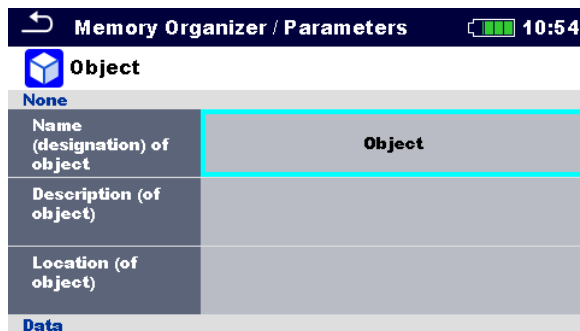 Memory Organizer / Parameters 10:54
Object
None
Name
(designation) of
object
Object
Description (of
object)
Location (of
object)
Data